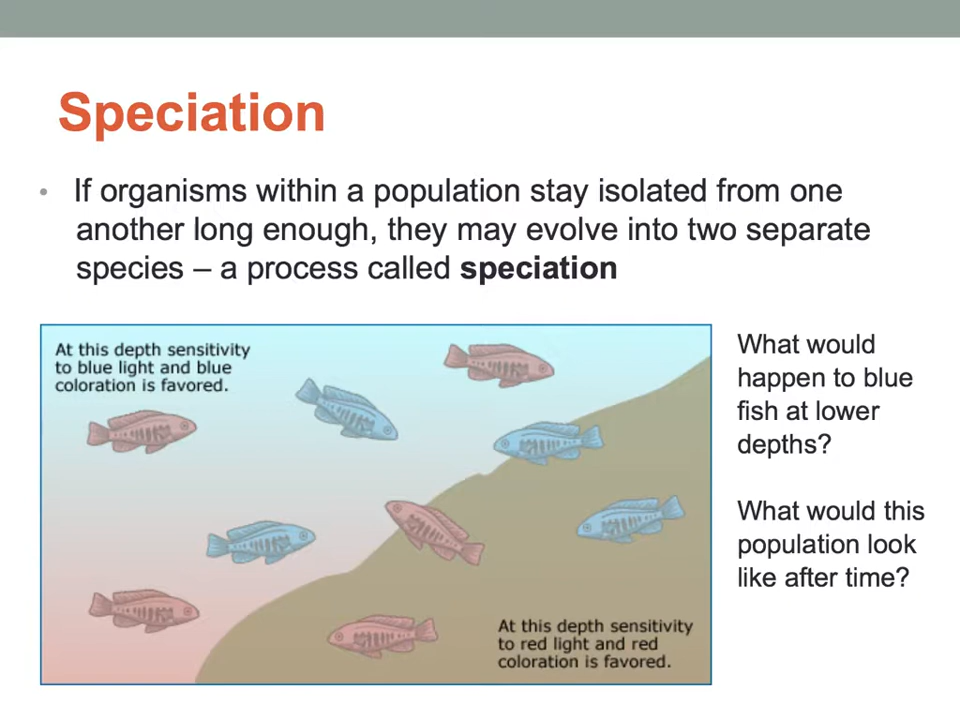 Speciation
• If organisms within a population stay isolated from one
another long enough, they may evolve into two separate
species – a process called speciation
At this depth sensitivity
to blue light and blue
coloration is favored.
What would
happen to blue
fish at lower
depths?
What would this
population look
like after time?
At this depth sensitivity
to red light and red
coloration is favored.